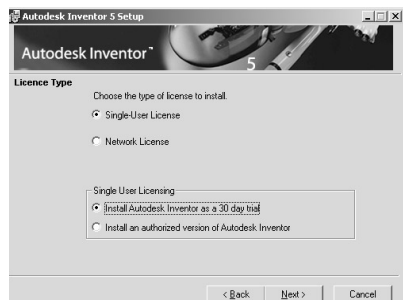 Autodesk Inventor 5 Setup
Autodesk Inventor™
5
Licence Type
Choose the type of license to install.
Single-User License
Network License
Single User Licensing
Install Autodesk Inventor as a 30 day trial
Install an authorized version of Autodesk Inventor
< Back Next > Cancel